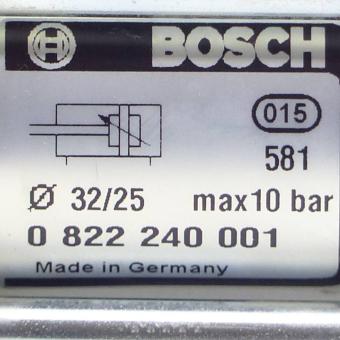 BOSCH
015
581
Ø 32/25 max10 bar
0 822 240 001
Made in Germany